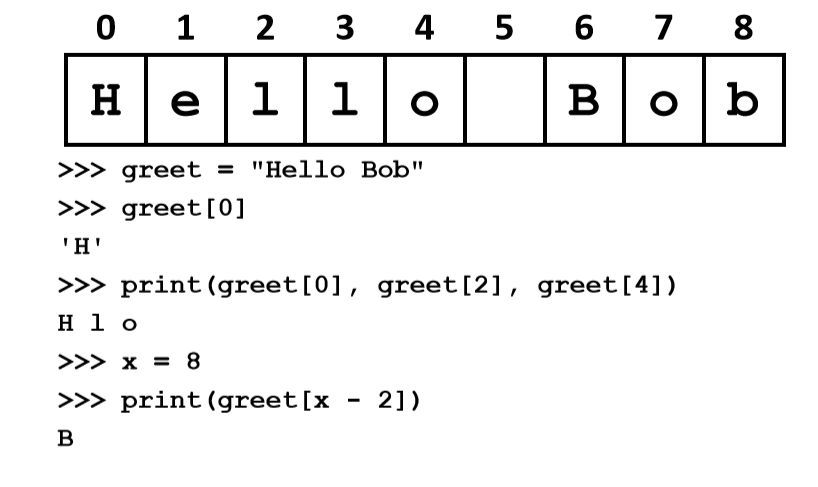 0 1 2 3 4 5 6 7 8
H e l l o B o b
>>> greet = "Hello Bob"
>>> greet[0]
'H'
>>> print(greet[0], greet[2], greet[4])
H l o
>>> x = 8
>>> print(greet[x - 2])
B